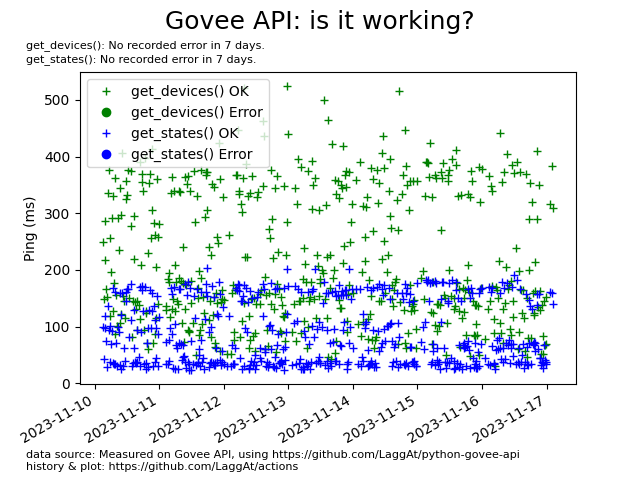 Govee API: is it working?
get_devices(): No recorded error in 7 days.
get_states(): No recorded error in 7 days.
get_devices() OK
get_devices() Error
get_states() OK
get_states() Error
500
400
300
200
100
0
Ping (ms)
2023-11-10
2023-11-11
2023-11-12
2023-11-13
2023-11-14
2023-11-15
2023-11-16
2023-11-17
data source: Measured on Govee API, using https://github.com/LaggAt/python-govee-api
history & plot: https://github.com/LaggAt/actions